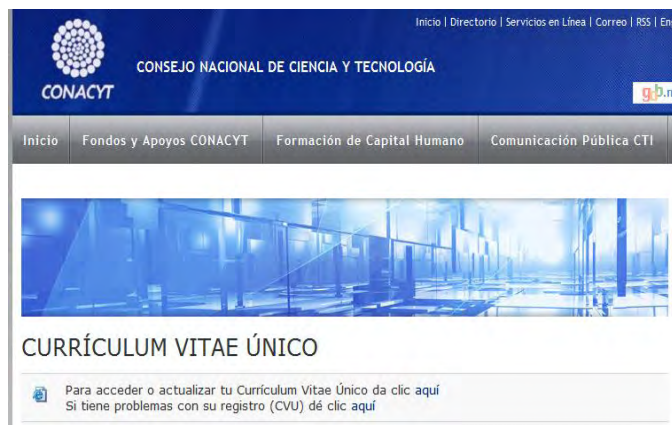 Inicio | Directorio | Servicios en Línea | Correo | RSS |
CONSEJO NACIONAL DE CIENCIA Y TECNOLOGÍA
CONACYT
Inicio Fondos y Apoyos CONACYT Formación de Capital Humano Comunicación Pública CTI
CURRÍCULUM VITAE ÚNICO
Para acceder o actualizar tu Currículum Vitae Único da clic aquí
Si tiene problemas con su registro (CVU) dé clic aquí